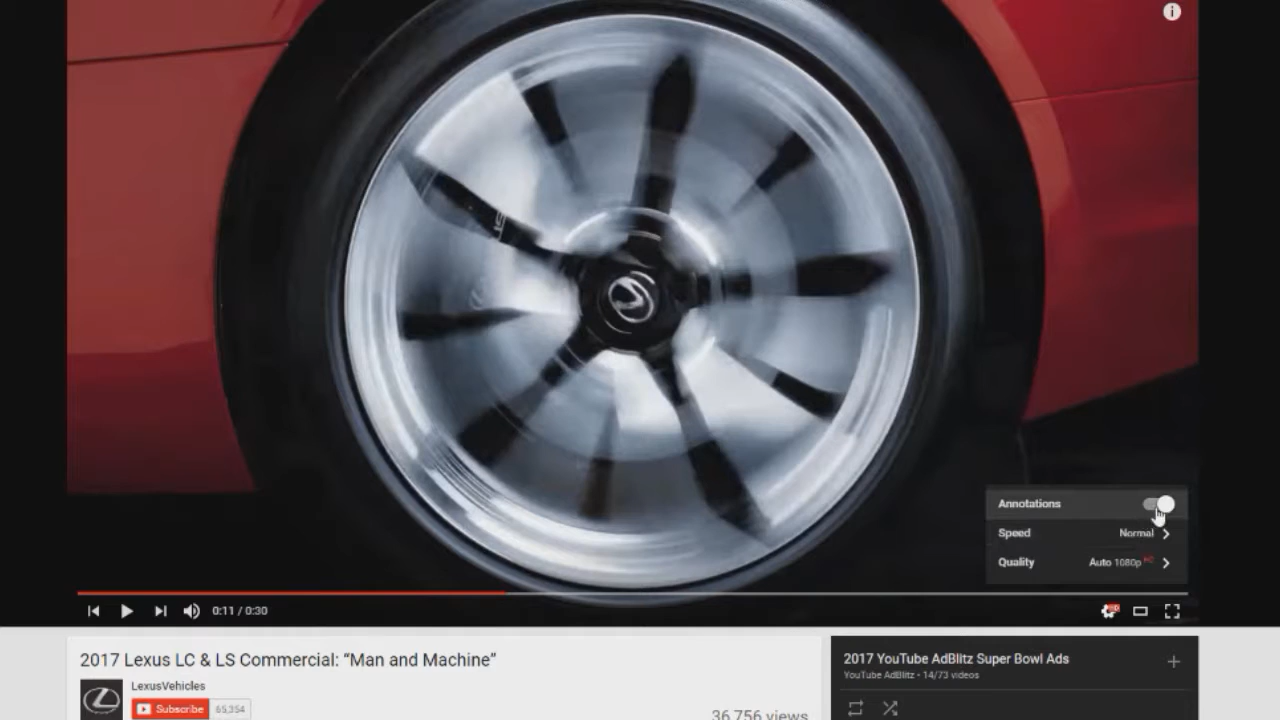 Annotations
Speed Normal
Quality Auto 1080p HD
0:11 / 0:30
2017 Lexus LC & LS Commercial: “Man and Machine”
LexusVehicles
Subscribe 65,354
36,756 views
2017 YouTube AdBlitz Super Bowl Ads
YouTube AdBlitz - 14/73 videos